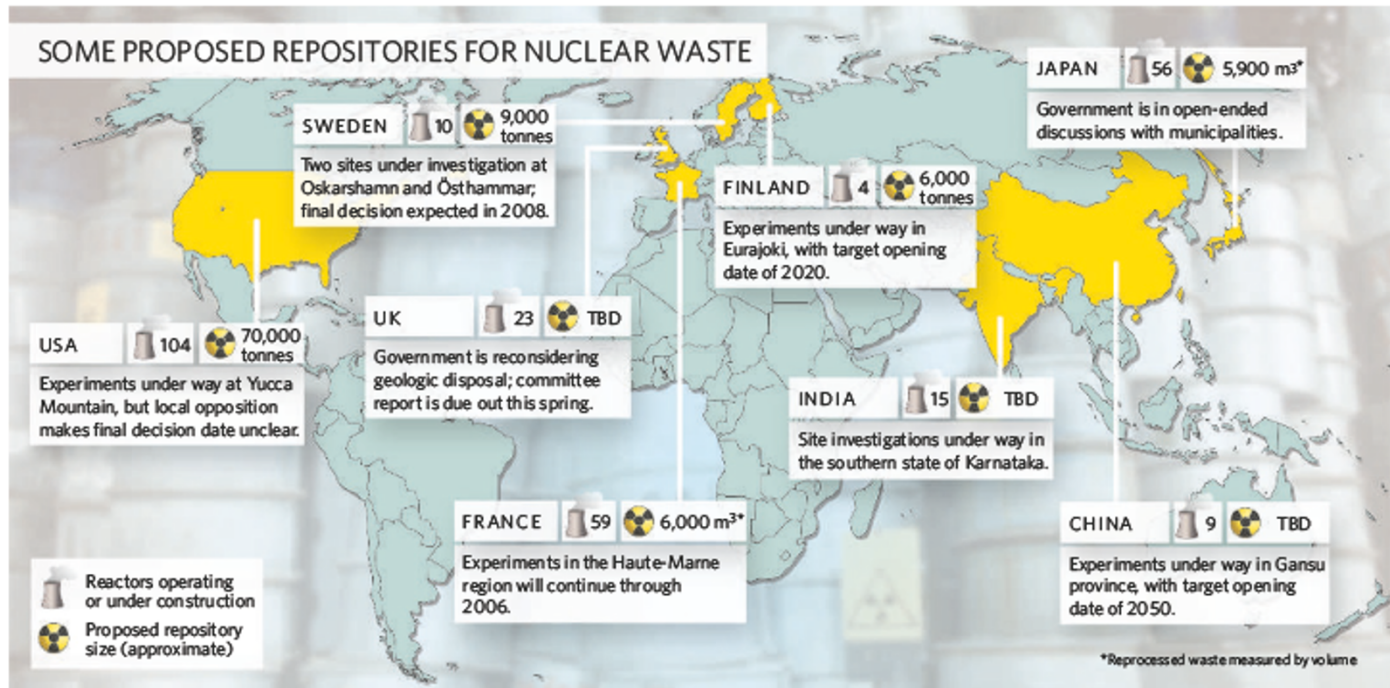 SOME PROPOSED REPOSITORIES FOR NUCLEAR WASTE
SWEDEN 10 9,000
tonnes
Two sites under investigation at
Oskarshamn and Östhammar;
final decision expected in 2008.
JAPAN 56 5,900 m³*
Government is in open-ended
discussions with municipalities.
FINLAND 4 6,000
tonnes
Experiments under way in
Eurajoki, with target opening
date of 2020.
USA 104 70,000
tonnes
Experiments under way at Yucca
Mountain, but local opposition
makes final decision date unclear.
UK 23 TBD
Government is reconsidering
geologic disposal; committee
report is due out this spring.
INDIA 15 TBD
Site investigations under way in
the southern state of Karnataka.
FRANCE 59 6,000 m³*
Experiments in the Haute-Marne
region will continue through
2006.
CHINA 9 TBD
Experiments under way in Gansu
province, with target opening
date of 2050.
Reactors operating
or under construction
Proposed repository
size (approximate)
*Reprocessed waste measured by volume